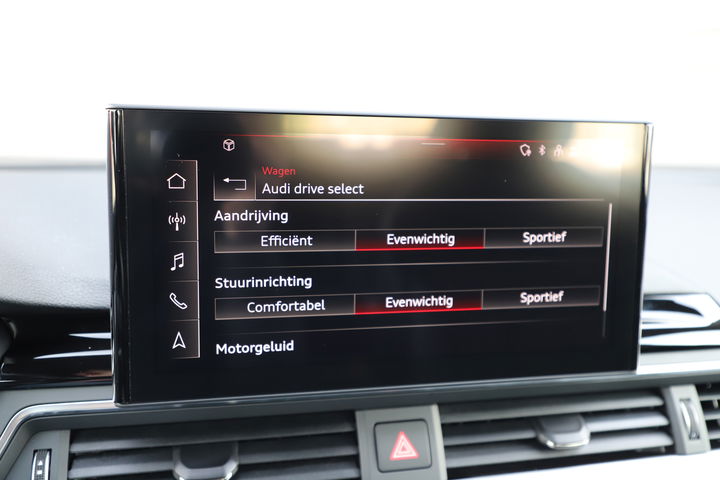 Wagen
Audi drive select
Aandrijving
Efficiënt Evenwichtig Sportief
Stuurinrichting
Comfortabel Evenwichtig Sportief
Motorgeluid